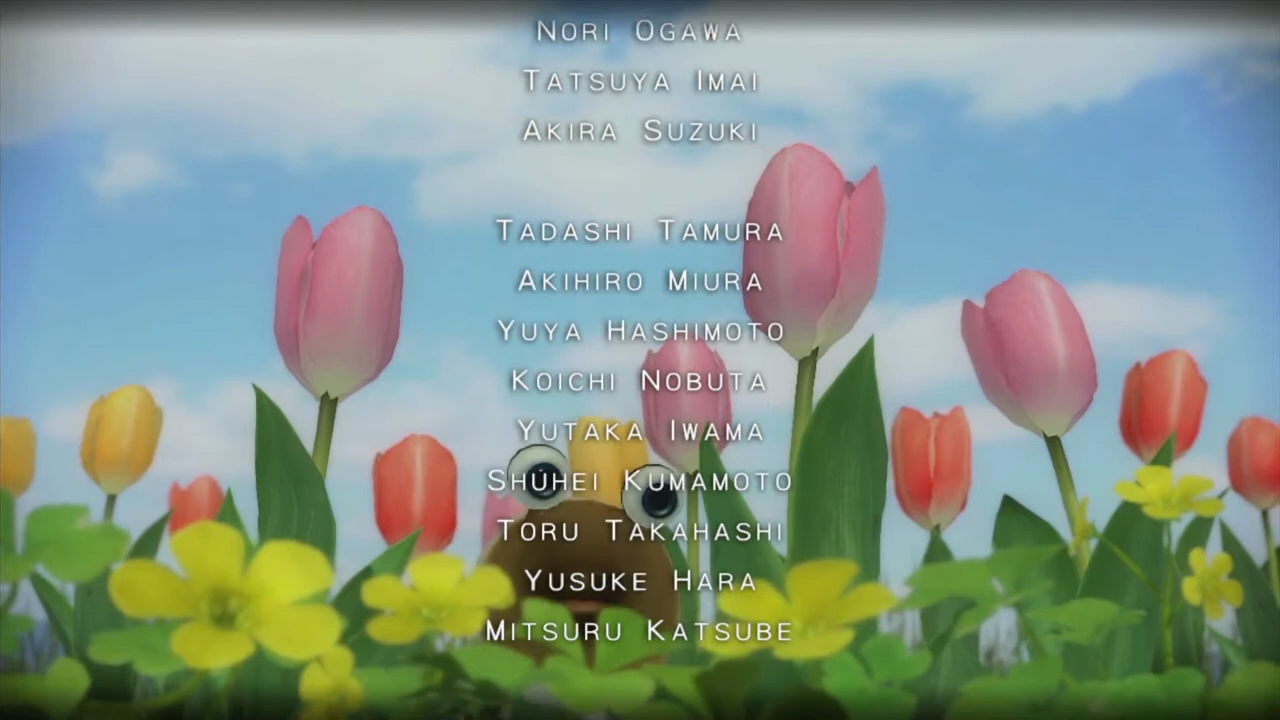 NORI OGAWA
TATSUYA IMAI
AKIRA SUZUKI
TADASHI TAMURA
AKIHIRO MIURA
YUYA HASHIMOTO
KOICHI NOBUTA
YUTAKA IWAMA
SHUHEI KUMAMOTO
TORU TAKAHASHI
YUSUKE HARA
MITSURU KATSUBE